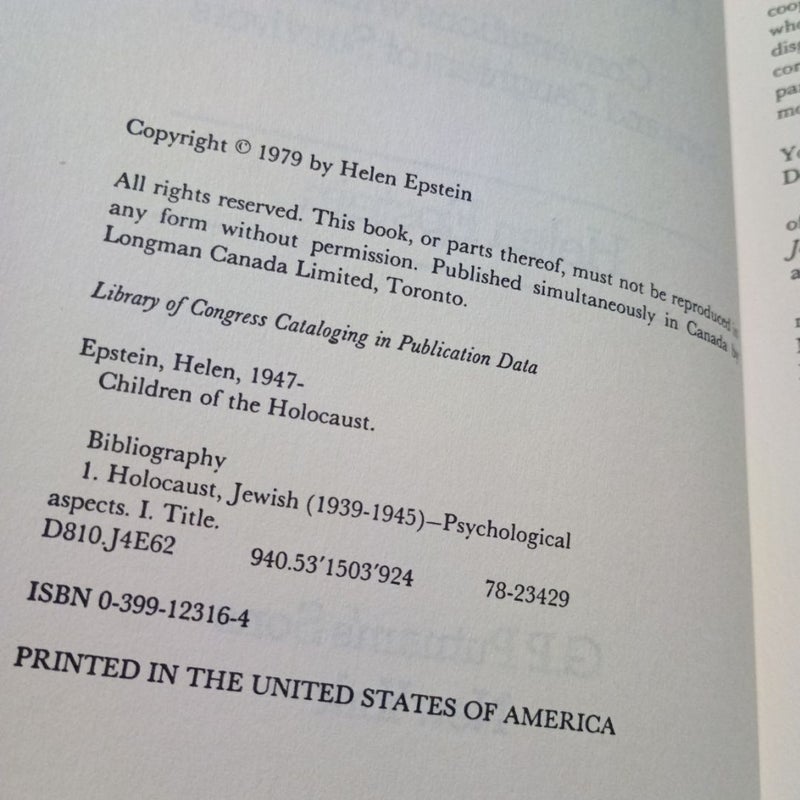 Copyright © 1979 by Helen Epstein
All rights reserved. This book, or parts thereof, must not be reproduced in
any form without permission. Published simultaneously in Canada by
Longman Canada Limited, Toronto.
Library of Congress Cataloging in Publication Data
Epstein, Helen, 1947-
Children of the Holocaust.
Bibliography
1. Holocaust, Jewish (1939-1945)—Psychological
aspects. I. Title.
D810.J4E62 940.53'1503'924 78-23429
ISBN 0-399-12316-4
PRINTED IN THE UNITED STATES OF AMERICA